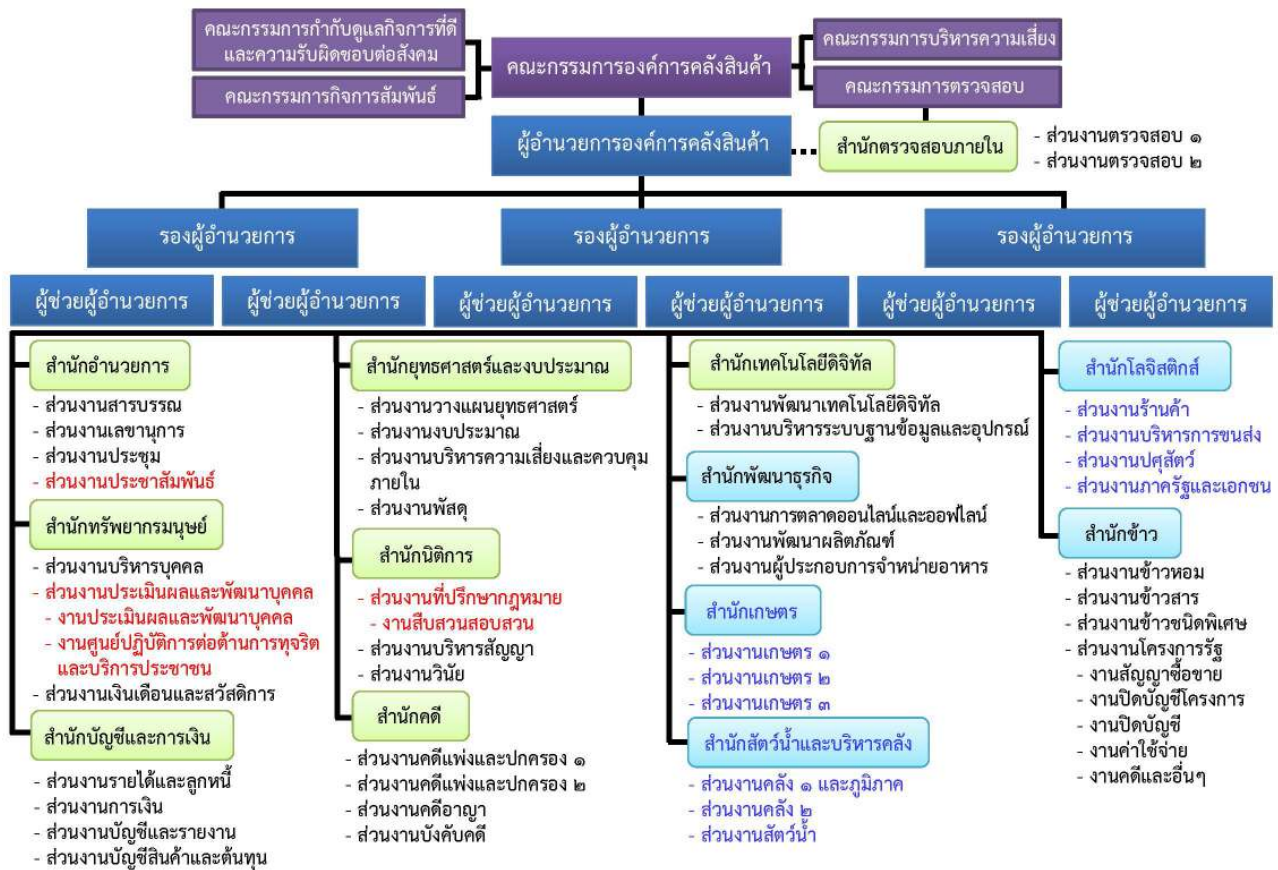 คณะกรรมการกำกับดูแลกิจการที่ดี
และความรับผิดชอบต่อสังคม
คณะกรรมการกิจการสัมพันธ์
คณะกรรมการองค์การคลังสินค้า
คณะกรรมการบริหารความเสี่ยง
คณะกรรมการตรวจสอบ
ผู้อำนวยการองค์การคลังสินค้า
สำนักตรวจสอบภายใน
- ส่วนงานตรวจสอบ ๑
- ส่วนงานตรวจสอบ ๒
รองผู้อำนวยการ
รองผู้อำนวยการ
รองผู้อำนวยการ
ผู้ช่วยผู้อำนวยการ
ผู้ช่วยผู้อำนวยการ
ผู้ช่วยผู้อำนวยการ
ผู้ช่วยผู้อำนวยการ
ผู้ช่วยผู้อำนวยการ
ผู้ช่วยผู้อำนวยการ
สำนักอำนวยการ
- ส่วนงานสารบรรณ
- ส่วนงานเลขานุการ
- ส่วนงานประชุม
- ส่วนงานประชาสัมพันธ์
สำนักทรัพยากรมนุษย์
- ส่วนงานบริหารบุคคล
- ส่วนงานประเมินผลและพัฒนาบุคคล
- งานประเมินผลและพัฒนาบุคคล
- งานศูนย์ปฏิบัติการต่อต้านการทุจริต
และบริการประชาชน
- ส่วนงานเงินเดือนและสวัสดิการ
สำนักบัญชีและการเงิน
- ส่วนงานรายได้และลูกหนี้
- ส่วนงานการเงิน
- ส่วนงานบัญชีและรายงาน
- ส่วนงานบัญชีสินค้าและต้นทุน
สำนักยุทธศาสตร์และงบประมาณ
- ส่วนงานวางแผนยุทธศาสตร์
- ส่วนงานงบประมาณ
- ส่วนงานบริหารความเสี่ยงและควบคุม
ภายใน
- ส่วนงานพัสดุ
สำนักนิติการ
- ส่วนงานที่ปรึกษากฎหมาย
- งานสืบสวนสอบสวน
- ส่วนงานบริหารสัญญา
- ส่วนงานวินัย
สำนักคดี
- ส่วนงานคดีแพ่งและปกครอง ๑
- ส่วนงานคดีแพ่งและปกครอง ๒
- ส่วนงานคดีอาญา
- ส่วนงานบังคับคดี
สำนักเทคโนโลยีดิจิทัล
- ส่วนงานพัฒนาเทคโนโลยีดิจิทัล
- ส่วนงานบริหารระบบฐานข้อมูลและอุปกรณ์
สำนักพัฒนาธุรกิจ
- ส่วนงานการตลาดออนไลน์และออฟไลน์
- ส่วนงานพัฒนาผลิตภัณฑ์
- ส่วนงานผู้ประกอบการจำหน่ายอาหาร
สำนักเกษตร
- ส่วนงานเกษตร ๑
- ส่วนงานเกษตร ๒
- ส่วนงานเกษตร ๓
สำนักสัตว์น้ำและบริหารคลัง
- ส่วนงานคลัง ๑ และภูมิภาค
- ส่วนงานคลัง ๒
- ส่วนงานสัตว์น้ำ
สำนักโลจิสติกส์
- ส่วนงานร้านค้า
- ส่วนงานบริหารการขนส่ง
- ส่วนงานปศุสัตว์
- ส่วนงานภาครัฐและเอกชน
สำนักข้าว
- ส่วนงานข้าวหอม
- ส่วนงานข้าวสาร
- ส่วนงานข้าวชนิดพิเศษ
- ส่วนงานโครงการรัฐ
- งานสัญญาซื้อขาย
- งานปิดบัญชีโครงการ
- งานปิดบัญชี
- งานค่าใช้จ่าย
- งานคดีและอื่นๆ